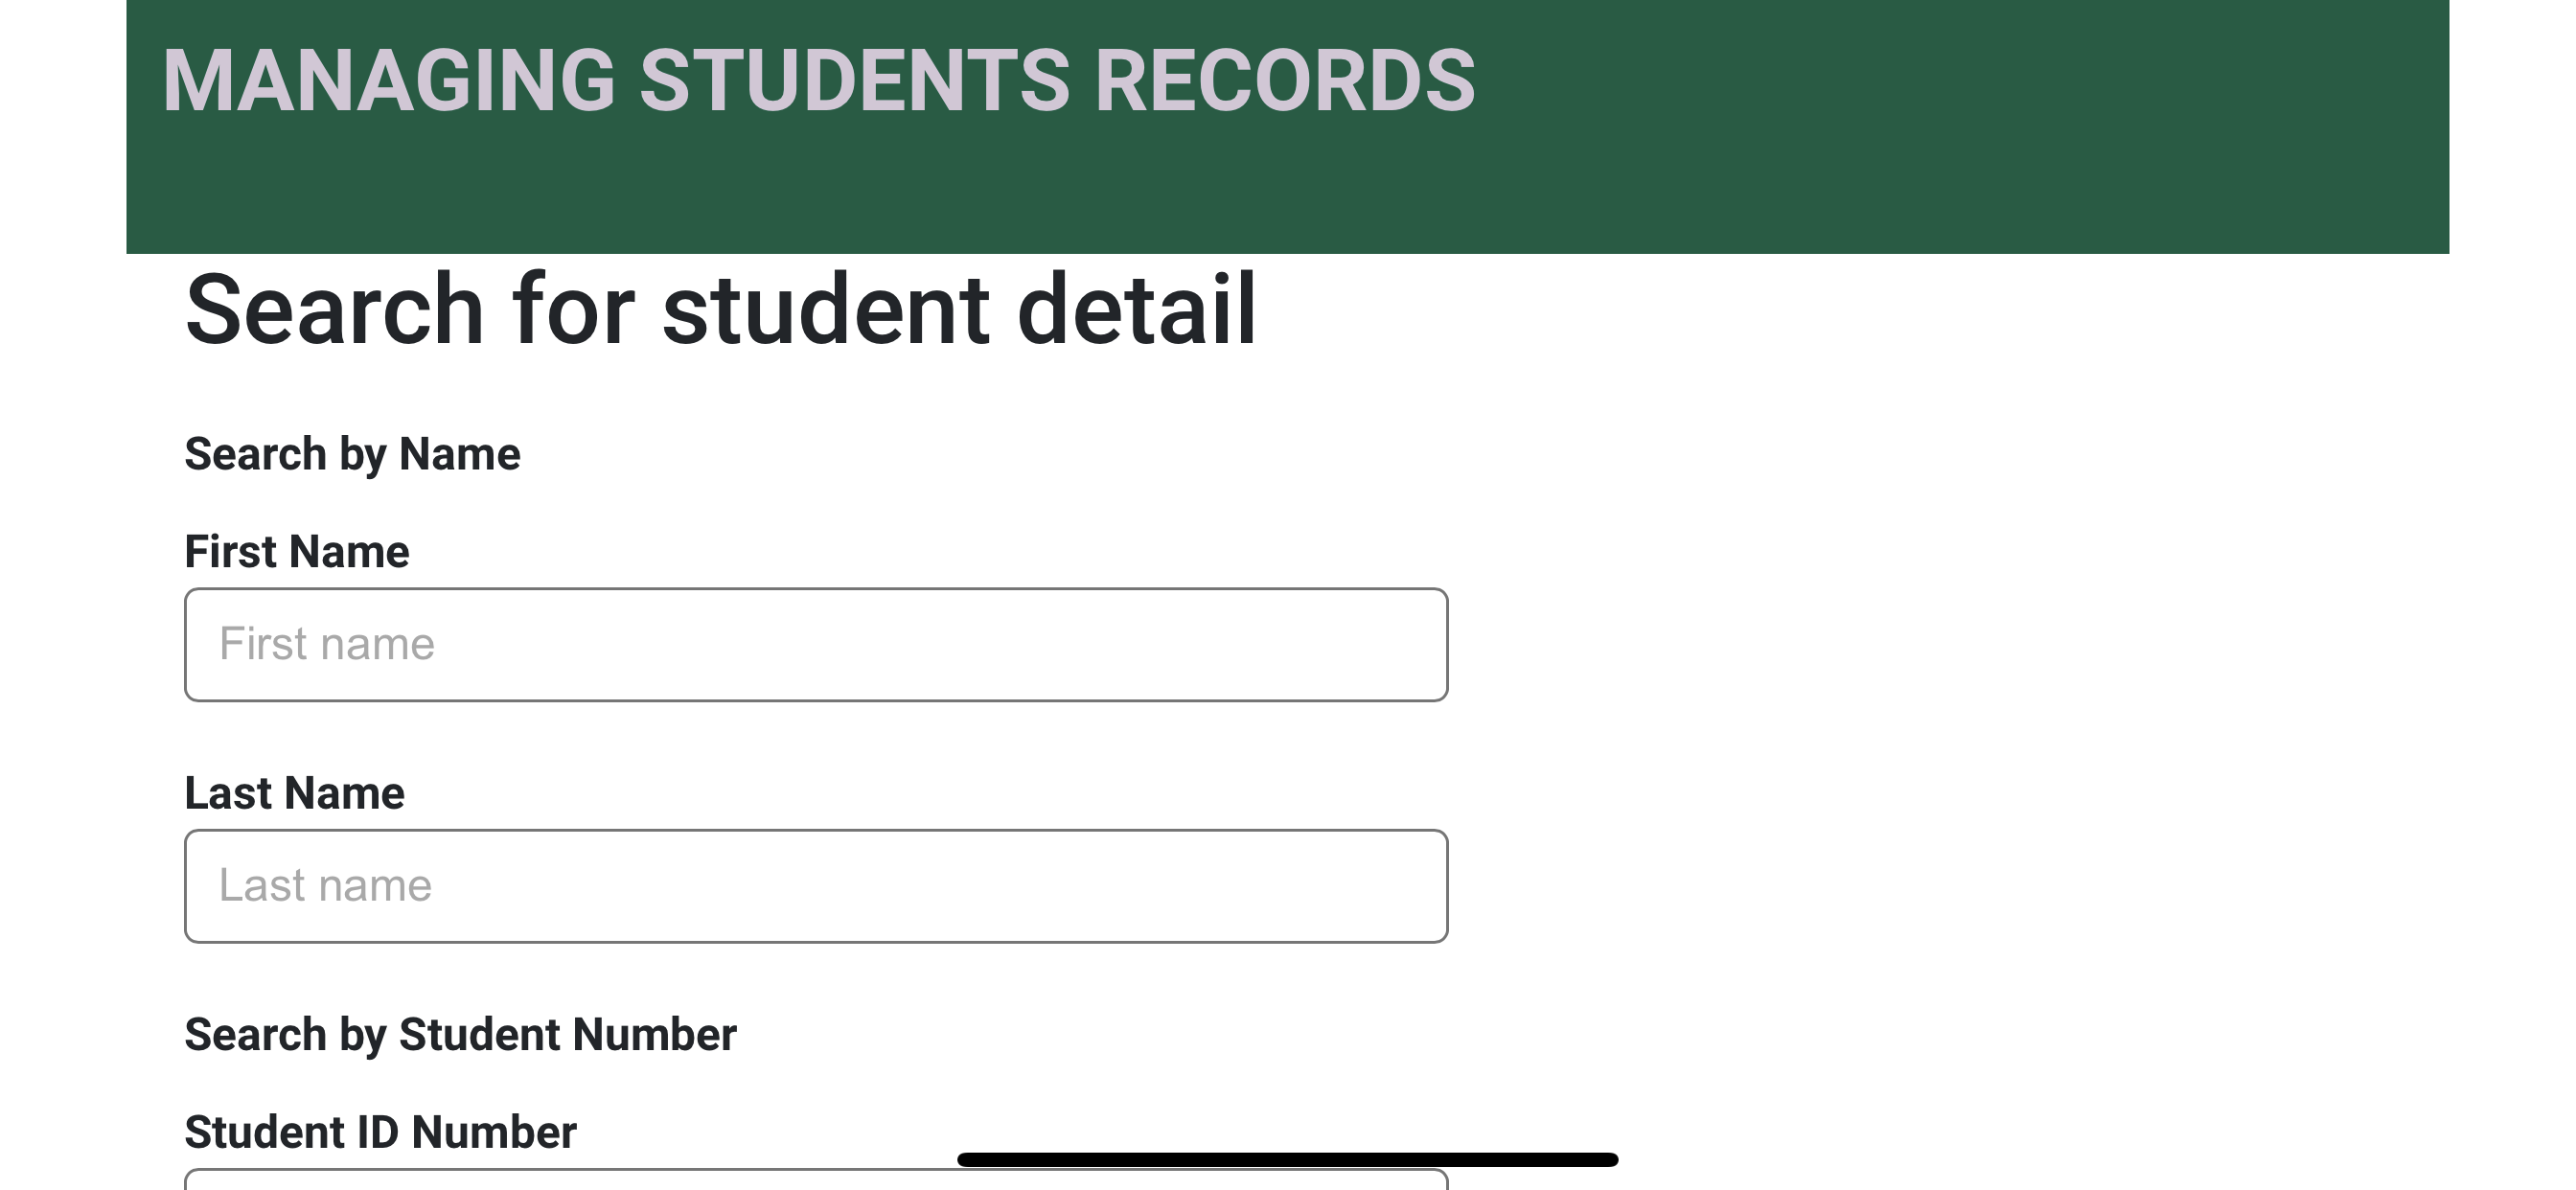 MANAGING STUDENTS RECORDS
Search for student detail
Search by Name
First Name
First name
Last Name
Last name
Search by Student Number
Student ID Number